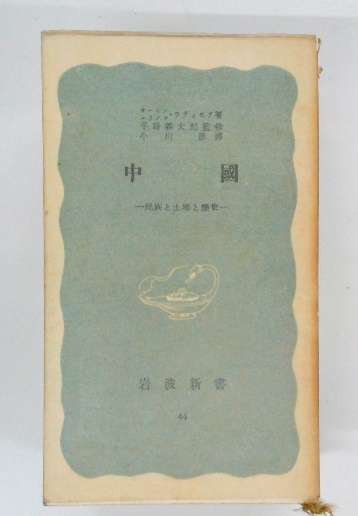 オーエン・ラティモア著
エリノア
平野義太郎監修
小川修譯
中國
—民族と土地と歴史—
岩波新書
44